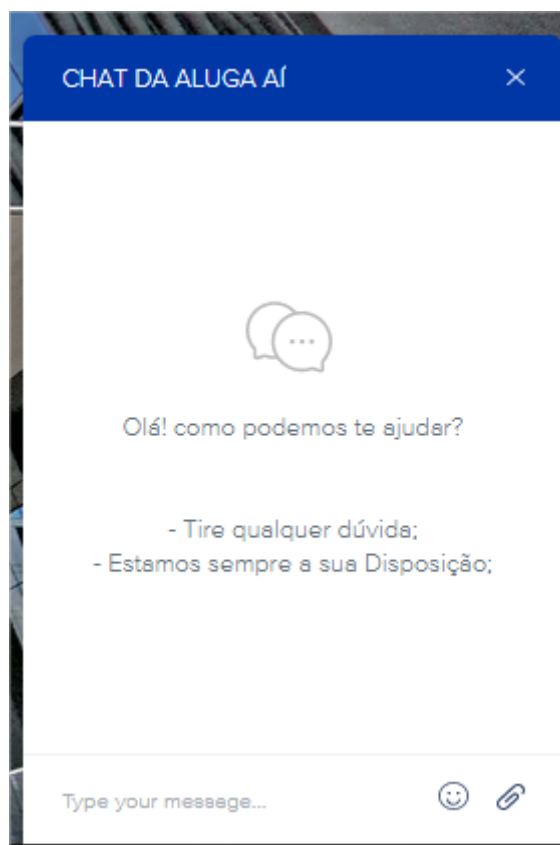 CHAT DA ALUGA AÍ
Olá! como podemos te ajudar?
- Tire qualquer dúvida;
- Estamos sempre a sua Disposição;
Type your message...